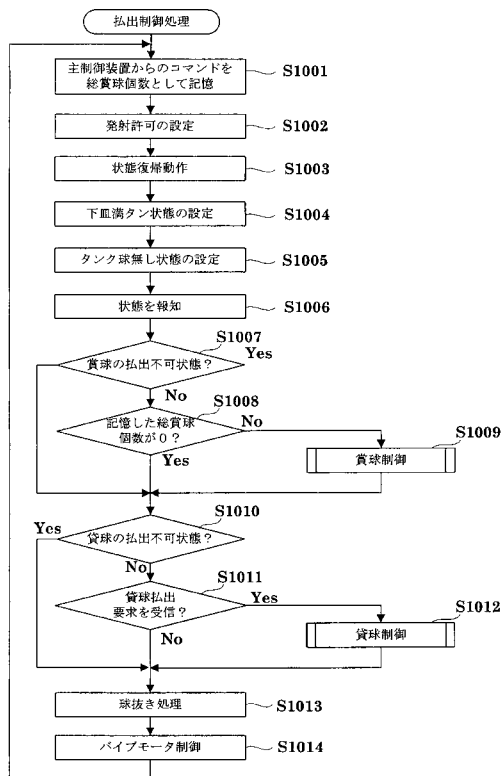 払出制御処理
主制御装置からのコマンドを
総賞球個数として記憶
S1001
発射許可の設定
S1002
状態復帰動作
S1003
下皿満タン状態の設定
S1004
タンク球無し状態の設定
S1005
状態を報知
S1006
S1007
賞球の払出不可状態?
Yes
No
S1008
記憶した総賞球
個数が0?
No
Yes
S1009
賞球制御
S1010
Yes
貸球の払出不可状態?
No
S1011
貸球払出
要求を受信?
Yes
No
S1012
貸球制御
球抜き処理
S1013
バイブモータ制御
S1014